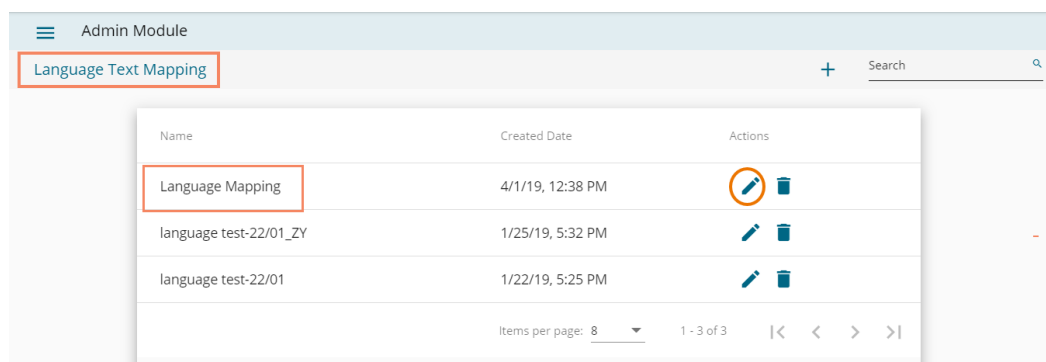 Admin Module
Language Text Mapping
Search
Name Created Date Actions
Language Mapping 4/1/19, 12:38 PM
language test-22/01_ZY 1/25/19, 5:32 PM
language test-22/01 1/22/19, 5:25 PM
Items per page: 8 1 - 3 of 3